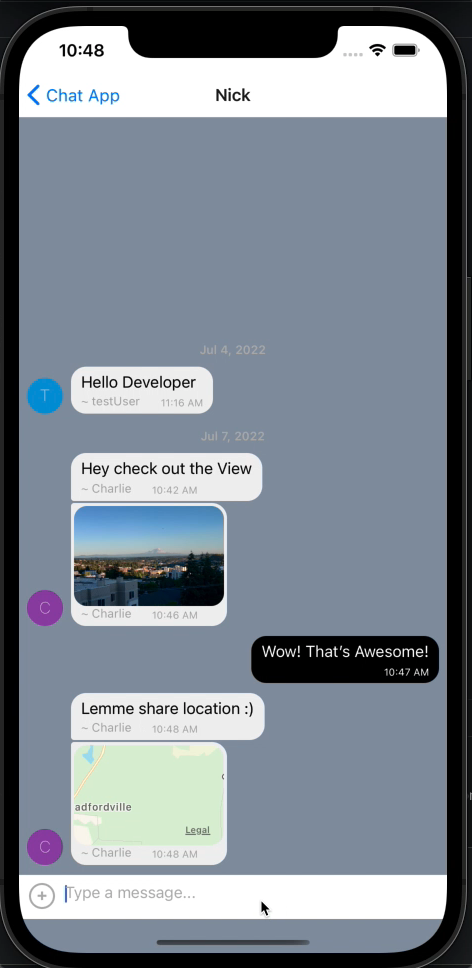 10:48
Chat App
Nick
Jul 4, 2022
T
Hello Developer
~ testUser 11:16 AM
Jul 7, 2022
Hey check out the View
~ Charlie 10:42 AM
C
~ Charlie 10:46 AM
Wow! That's Awesome!
10:47 AM
Lemme share location :)
~ Charlie 10:48 AM
adfordville
Legal
C
~ Charlie 10:48 AM
Type a message...